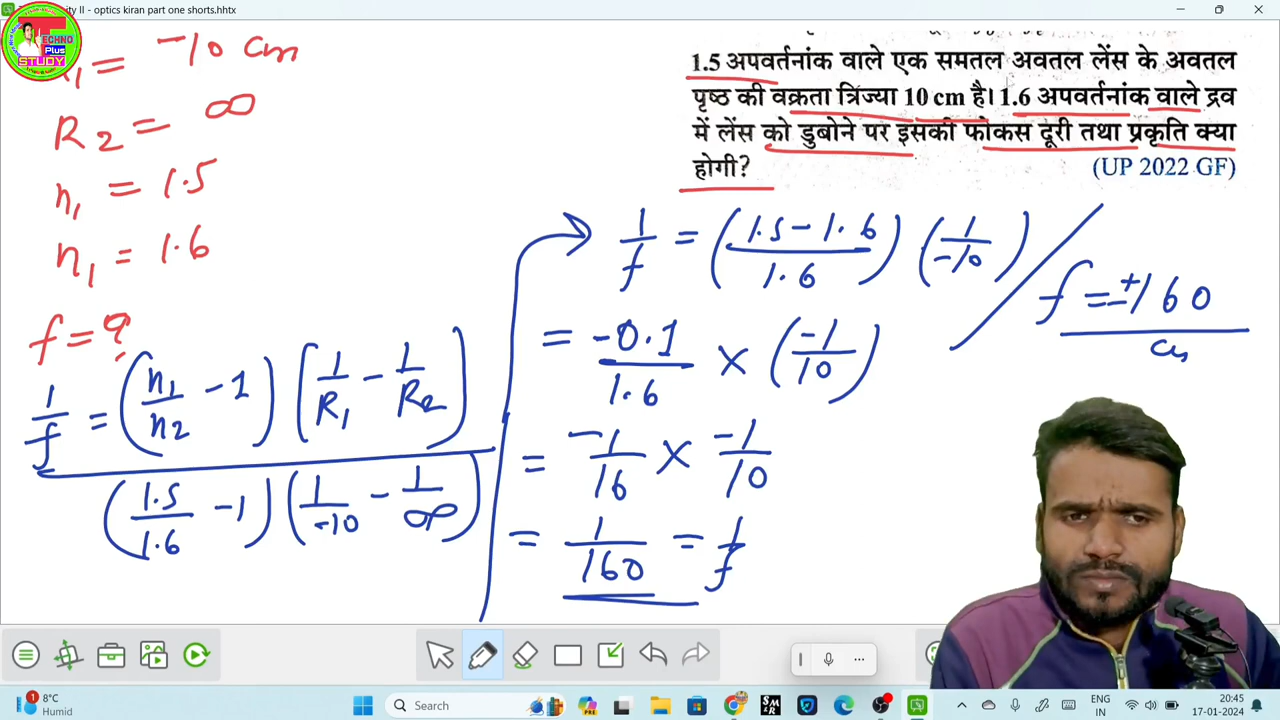 ity II - optics kiran part one shorts.hhtx
TECHNO
Plus
STUDY
= -10 cm
R2 = ∞
n1 = 1.5
n1 = 1.6
f = ?
1/f = (n1/n2 - 1) (1/R1 - 1/R2)
(1.5/1.6 - 1) (1/-10 - 1/∞)
1.5 अपवर्तनांक वाले एक समतल अवतल लेंस के अवतल
पृष्ठ की वक्रता त्रिज्या 10 cm है। 1.6 अपवर्तनांक वाले द्रव
में लेंस को डुबोने पर इसकी फोकस दूरी तथा प्रकृति क्या
होगी?
(UP 2022 GF)
1/f = (1.5 - 1.6/1.6) (1/-10)
= -0.1/1.6 × (-1/10)
= -1/16 × -1/10
= 1/160 = 1/f
f = +160
cm
8°C
Humid
1
Search
ENG
IN
20:45
17-01-2024